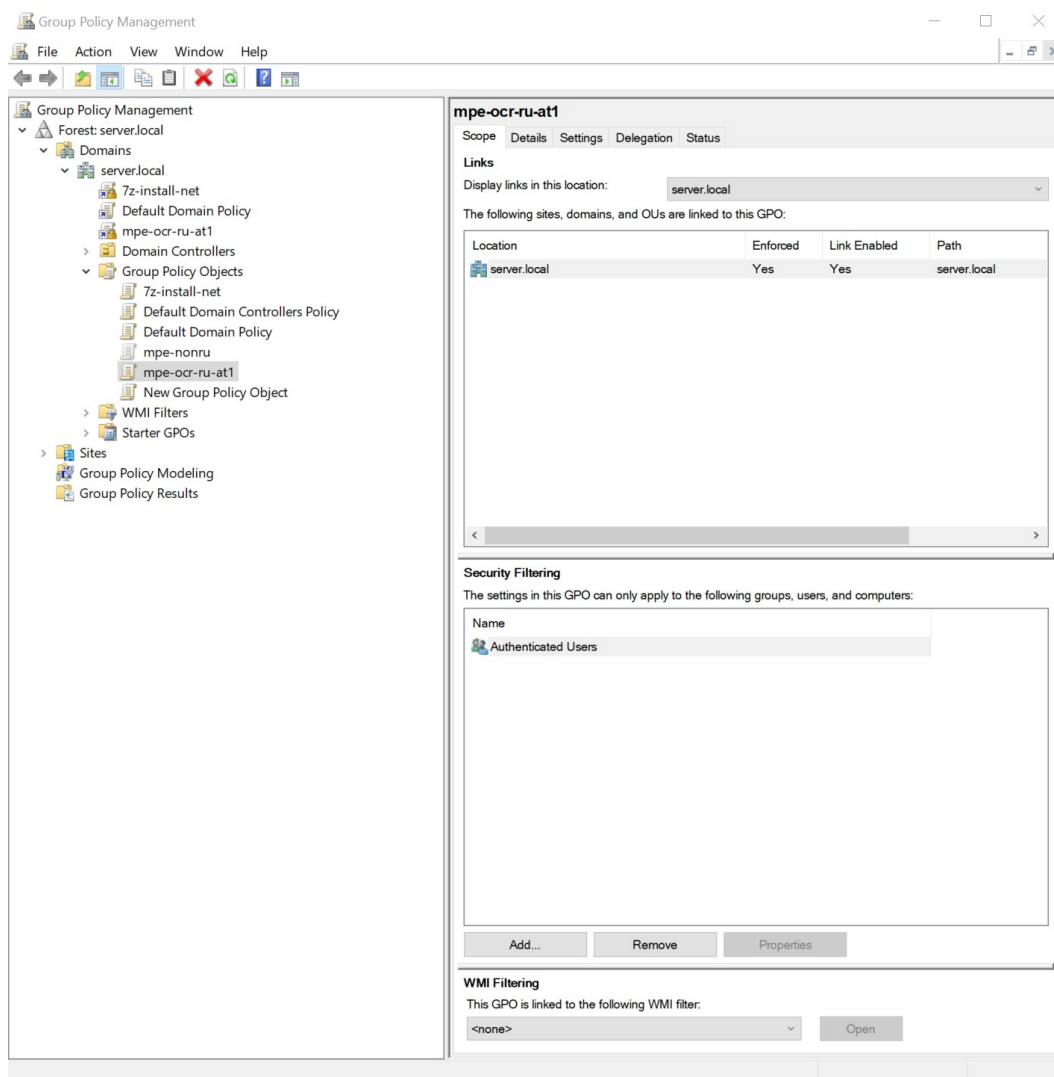 Group Policy Management
File Action View Window Help
Group Policy Management
Forest: server.local
Domains
server.local
7z-install-net
Default Domain Policy
mpe-ocr-ru-at1
Domain Controllers
Group Policy Objects
7z-install-net
Default Domain Controllers Policy
Default Domain Policy
mpe-nonru
mpe-ocr-ru-at1
New Group Policy Object
WMI Filters
Starter GPOs
Sites
Group Policy Modeling
Group Policy Results
mpe-ocr-ru-at1
Scope Details Settings Delegation Status
Links
Display links in this location: server.local
The following sites, domains, and OUs are linked to this GPO:
Location Enforced Link Enabled Path
server.local Yes Yes server.local
Security Filtering
The settings in this GPO can only apply to the following groups, users, and computers:
Name
Authenticated Users
Add... Remove Properties
WMI Filtering
This GPO is linked to the following WMI filter:
<none> Open